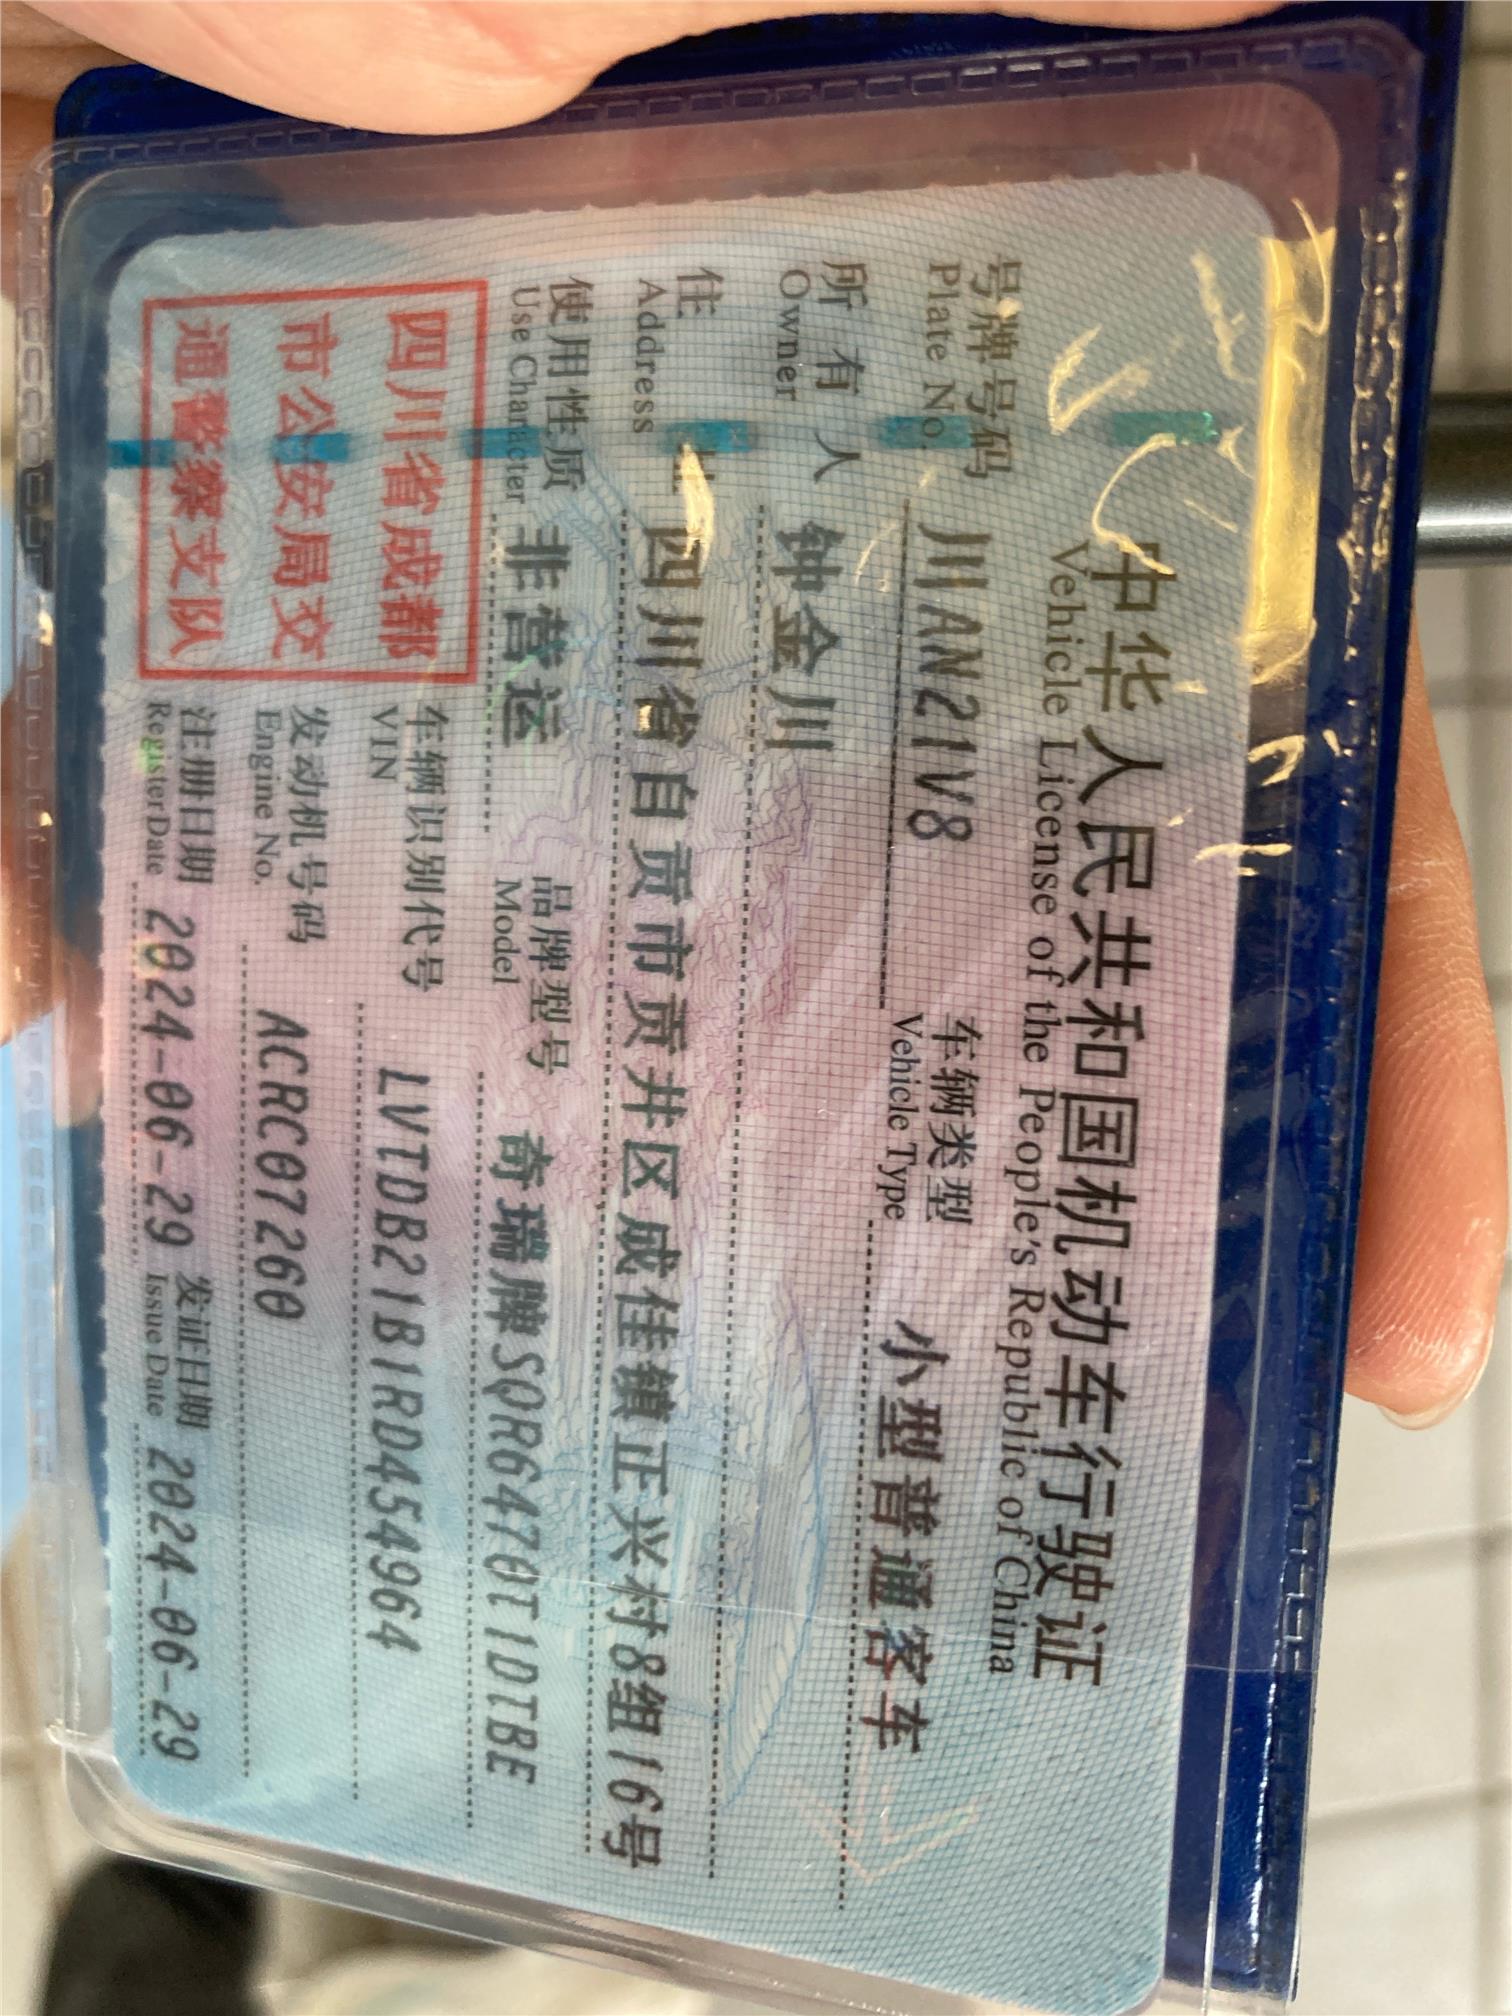 中华人民共和国机动车行驶证
Vehicle License of the People's Republic of China
号牌号码 川AN21V8 车辆类型 小型普通客车
Plate No. Vehicle Type
所有人 钟金川
Owner
住址 四川省自贡市贡井区成佳镇正兴村8组16号
Address
使用性质 非营运 品牌型号 奇瑞牌SQR6470T1DTBE
Use Character Model
四川省成都
市公安局交
通警察支队
车辆识别代号 LVTDB21B1RD454964
VIN
发动机号码 ACRC07260
Engine No.
注册日期 2024-06-29 发证日期 2024-06-29
Register Date Issue Date